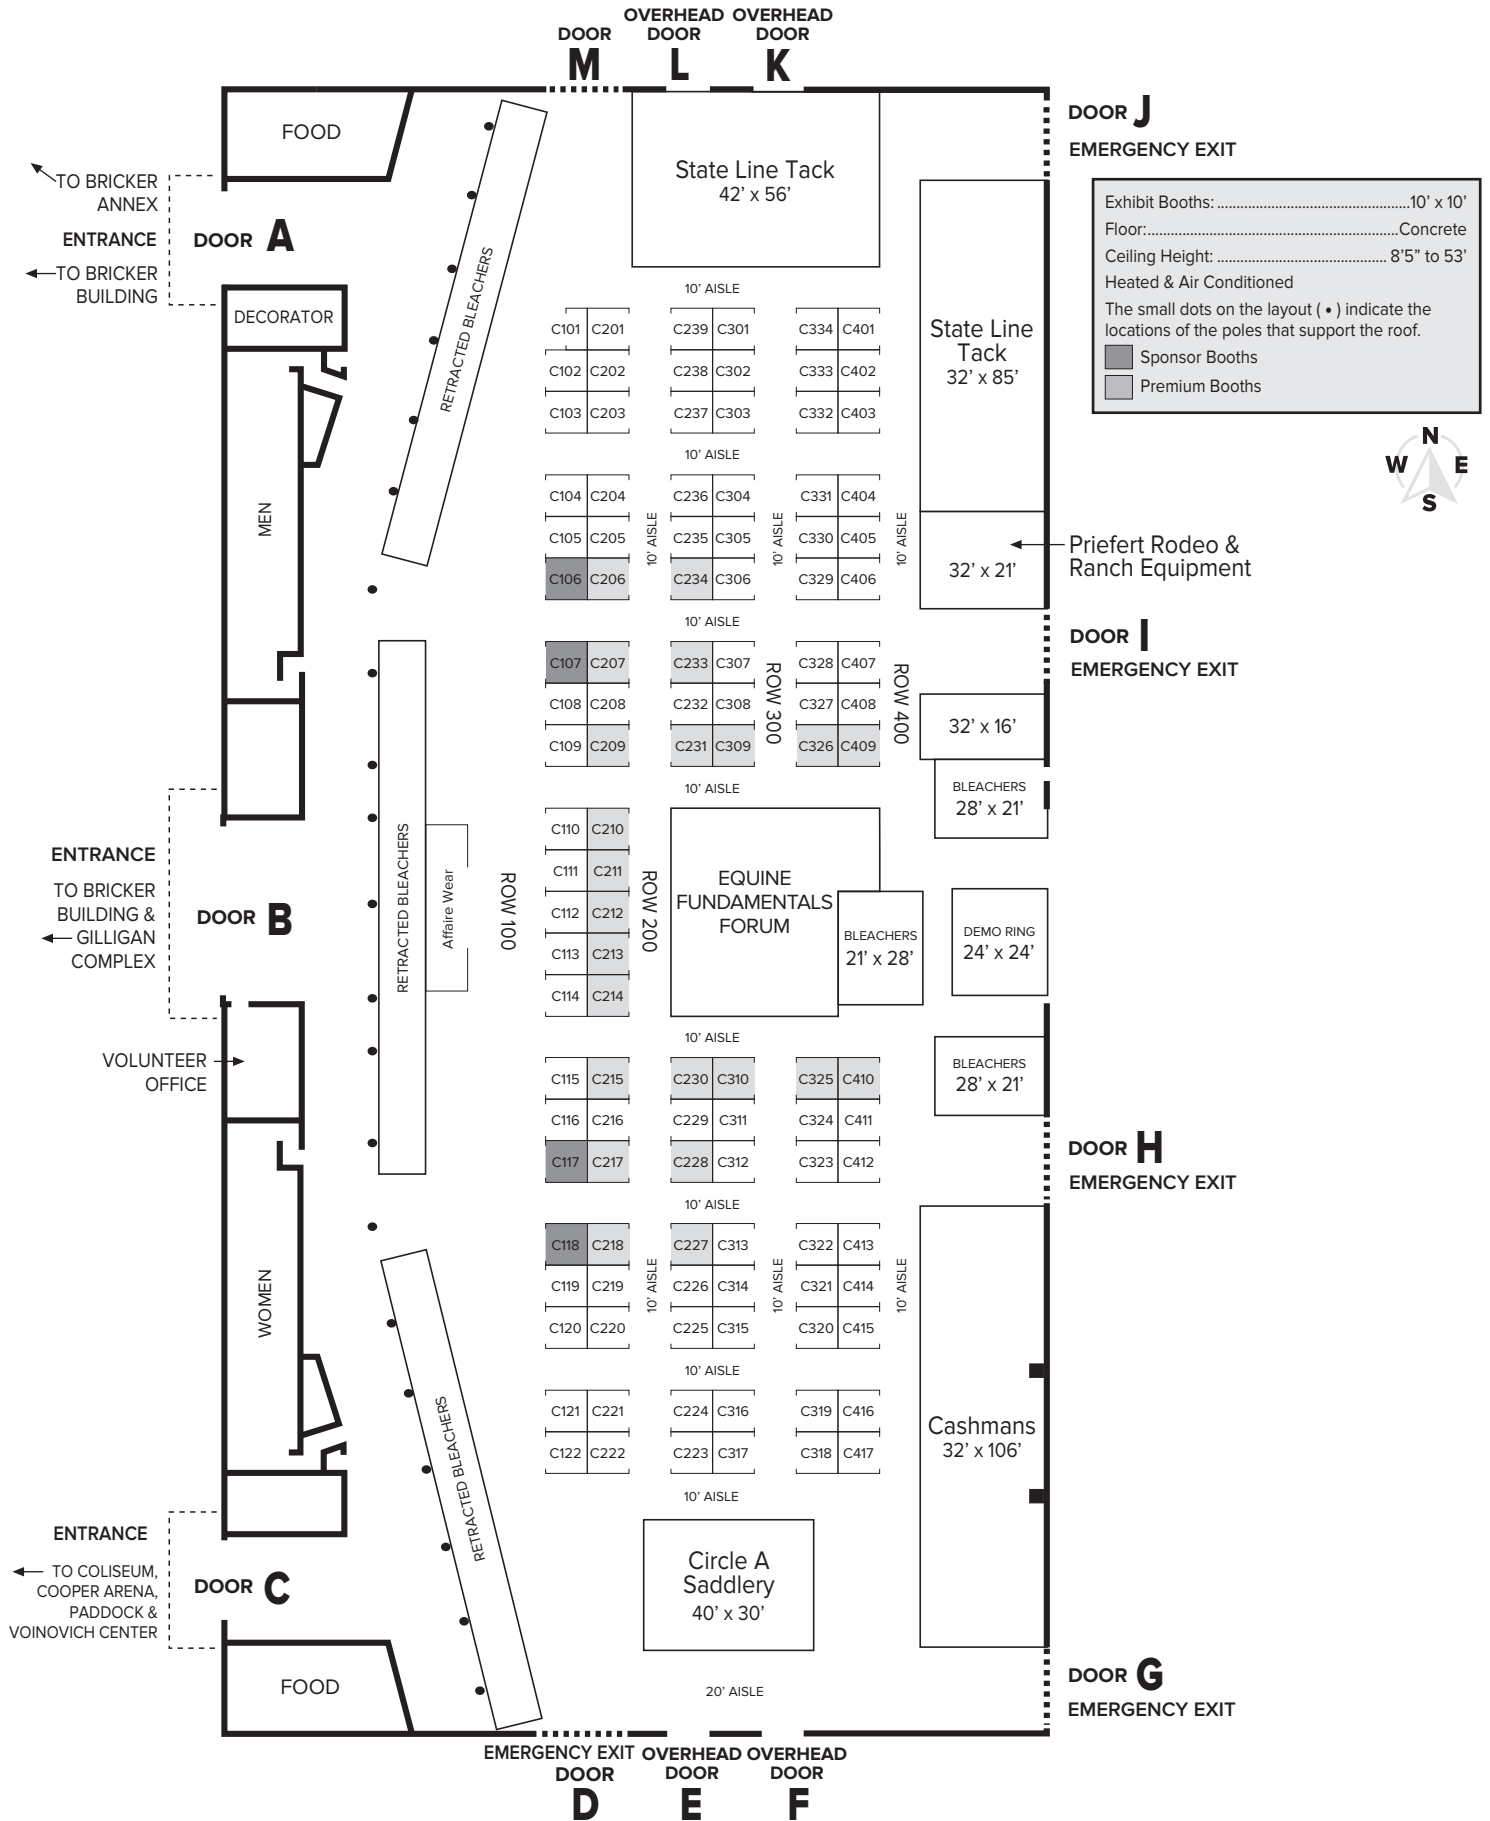 OVERHEAD OVERHEAD
DOOR DOOR DOOR
M L K
FOOD
DOOR J
EMERGENCY EXIT
State Line Tack
42’ x 56’
TO BRICKER
ANNEX
ENTRANCE
DOOR A
TO BRICKER
BUILDING
Exhibit Booths: ................................................10’ x 10’
Floor:..............................................................Concrete
Ceiling Height: .......................................... 8’5” to 53’
Heated & Air Conditioned
The small dots on the layout ( • ) indicate the
locations of the poles that support the roof.
Sponsor Booths
Premium Booths
N
W E
S
DECORATOR
RETRACTED BLEACHERS
MEN
10’ AISLE
C101 C201 C239 C301 C334 C401
C102 C202 C238 C302 C333 C402
C103 C203 C237 C303 C332 C403
State Line
Tack
32’ x 85’
10’ AISLE
C104 C204 C236 C304 C331 C404
C105 C205 C235 C305 C330 C405
C106 C206 C234 C306 C329 C406
10’ AISLE
10’ AISLE
10’ AISLE
32’ x 21’
Priefert Rodeo &
Ranch Equipment
10’ AISLE
DOOR I
EMERGENCY EXIT
C107 C207 C233 C307 C328 C407
C108 C208 C232 C308 C327 C408
C109 C209 C231 C309 C326 C409
ROW 300
ROW 400
32’ x 16’
BLEACHERS
28’ x 21’
10’ AISLE
ENTRANCE
TO BRICKER
BUILDING &
GILLIGAN
COMPLEX
DOOR B
RETRACTED BLEACHERS
Affaire Wear
ROW 100
C110 C210
C111 C211
C112 C212
C113 C213
C114 C214
ROW 200
EQUINE
FUNDAMENTALS
FORUM
BLEACHERS
21’ x 28’
DEMO RING
24’ x 24’
10’ AISLE
VOLUNTEER
OFFICE
C115 C215 C230 C310 C325 C410
C116 C216 C229 C311 C324 C411
C117 C217 C228 C312 C323 C412
BLEACHERS
28’ x 21’
DOOR H
EMERGENCY EXIT
10’ AISLE
C118 C218 C227 C313 C322 C413
C119 C219 C226 C314 C321 C414
C120 C220 C225 C315 C320 C415
10’ AISLE
10’ AISLE
10’ AISLE
WOMEN
10’ AISLE
C121 C221 C224 C316 C319 C416
C122 C222 C223 C317 C318 C417
Cashmans
32’ x 106’
RETRACTED BLEACHERS
10’ AISLE
ENTRANCE
TO COLISEUM,
COOPER ARENA,
PADDOCK &
VOINOVICH CENTER
DOOR C
Circle A
Saddlery
40’ x 30’
FOOD
20’ AISLE
DOOR G
EMERGENCY EXIT
EMERGENCY EXIT OVERHEAD OVERHEAD
DOOR DOOR DOOR
D E F